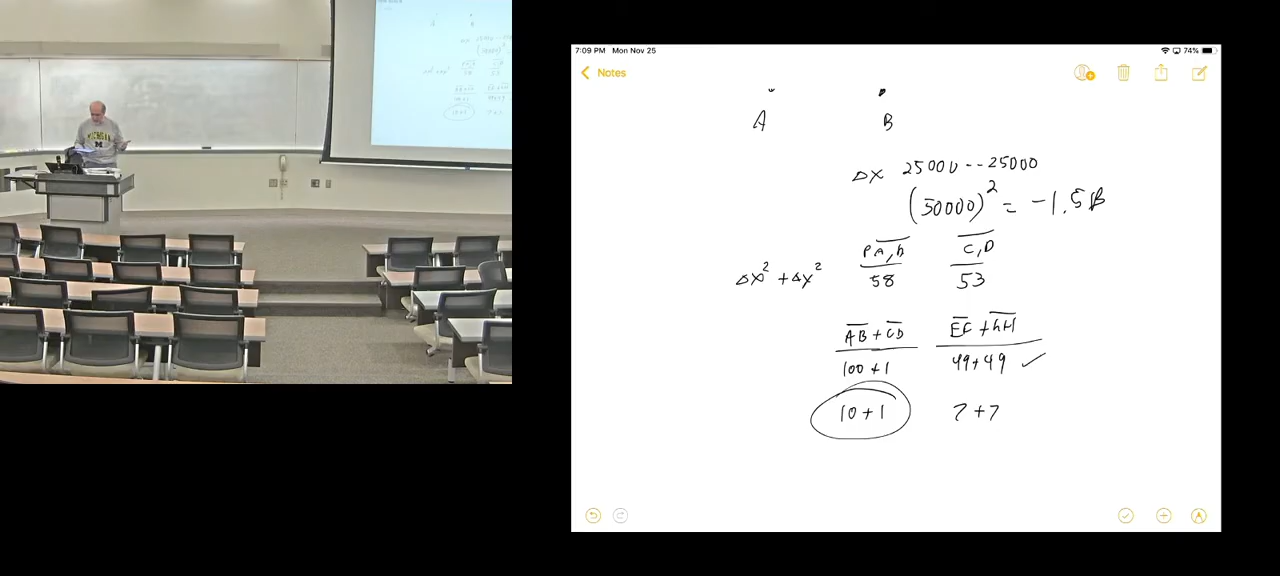 MICHIGAN
M
7:09 PM Mon Nov 25
74%
Notes
A B
Δx 25000 -- 25000
(50000)² = -1.5B
PA,B C,D
Δx² + Δy² 58 53
AB + CD EF + GH
100 + 1 49 + 49 ✓
10 + 1 7 + 7